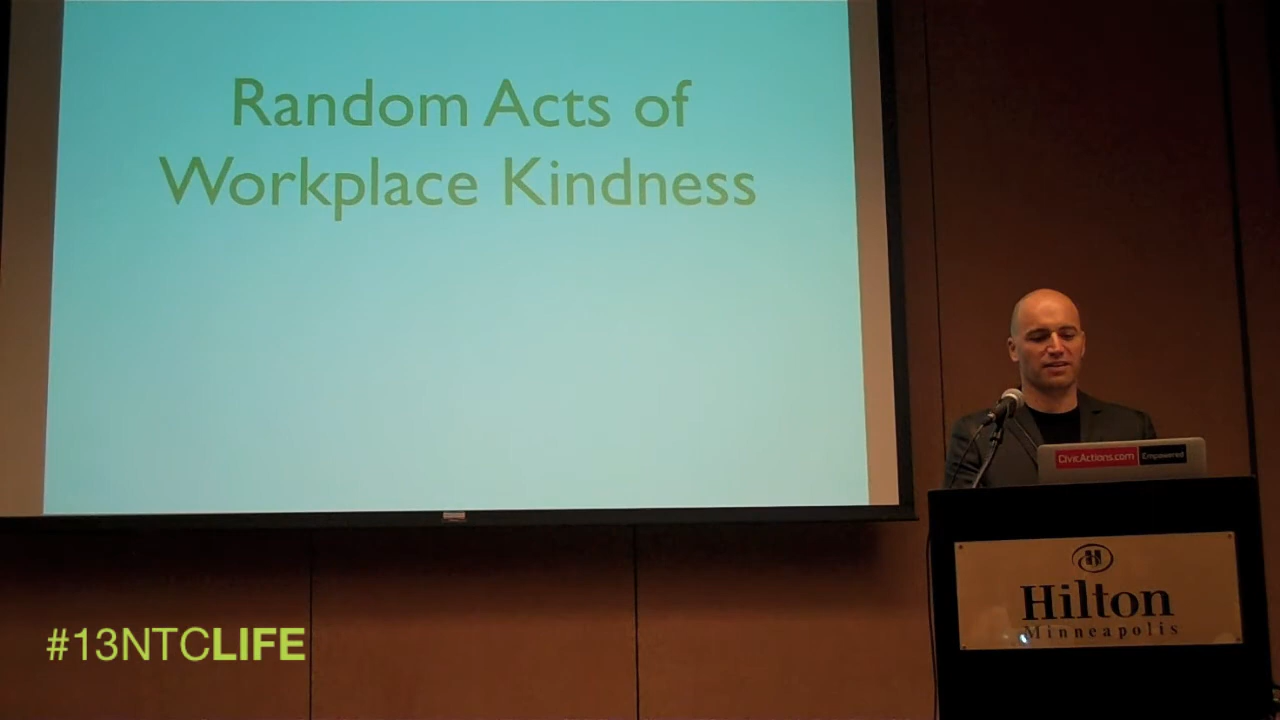 Random Acts of
Workplace Kindness
CivicActions.com Empowered
H
Hilton
Minneapolis
#13NTCLIFE